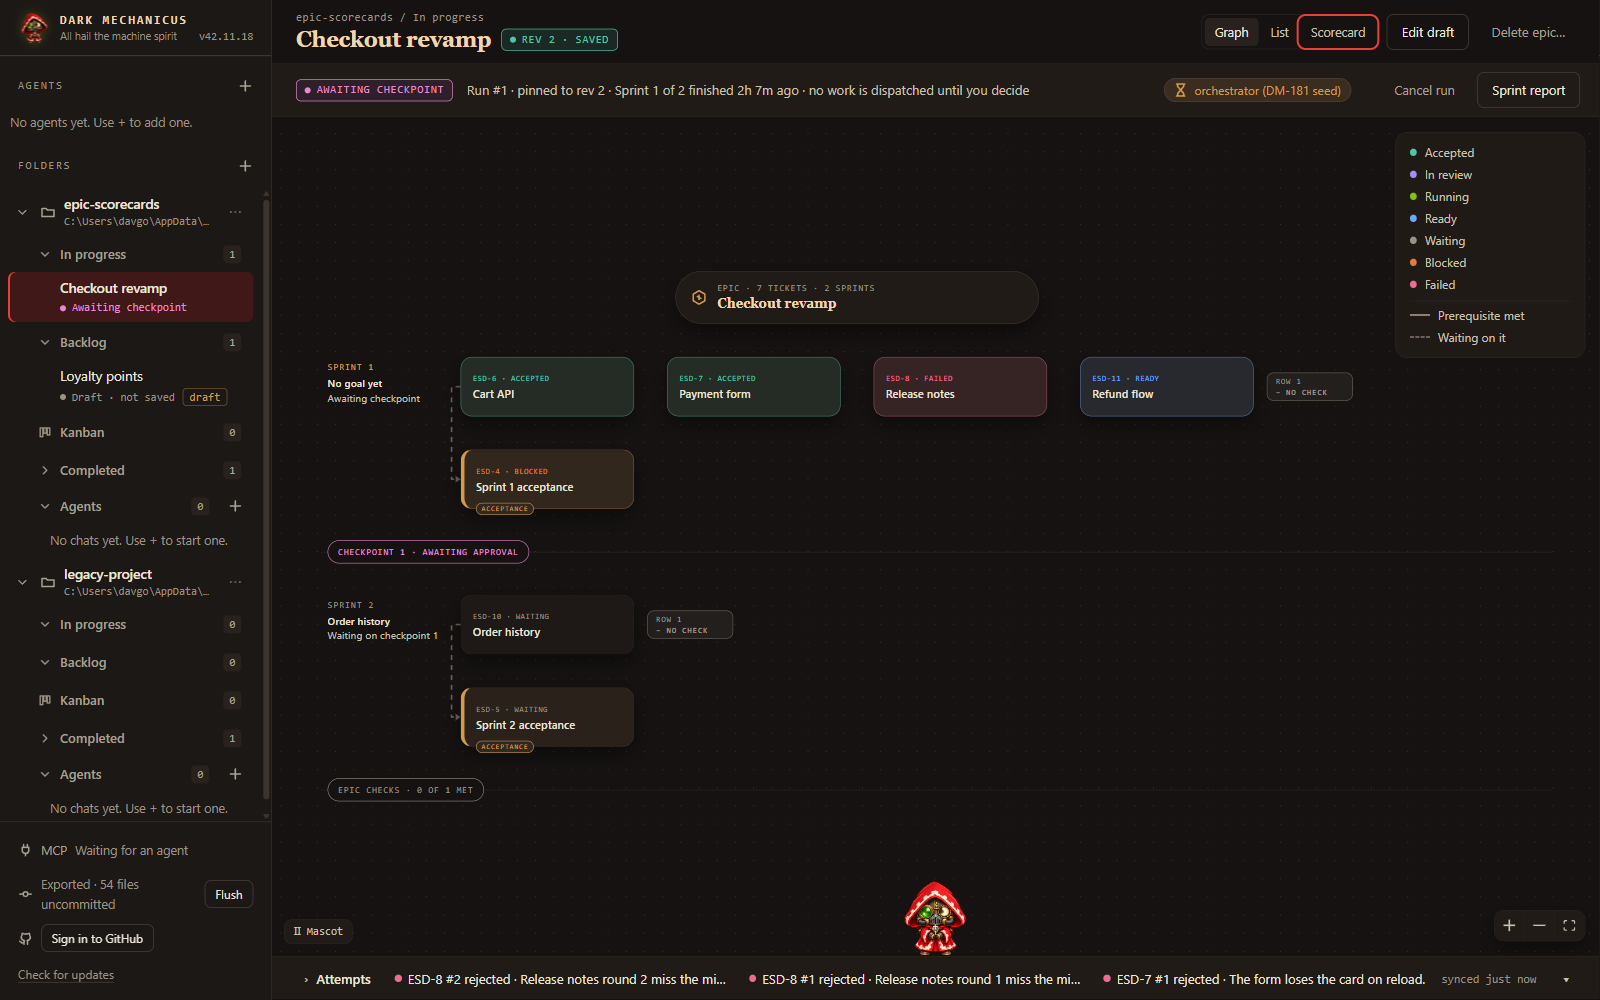 DARK MECHANICUS
All hail the machine spirit v42.11.18
AGENTS
No agents yet. Use + to add one.
FOLDERS
epic-scorecards
C:\Users\davgo\AppData\…
In progress 1
Checkout revamp
Awaiting checkpoint
Backlog 1
Loyalty points
Draft · not saved draft
Kanban 0
Completed 1
Agents 0
No chats yet. Use + to start one.
legacy-project
C:\Users\davgo\AppData\…
In progress 0
Backlog 0
Kanban 0
Completed 1
Agents 0
No chats yet. Use + to start one.
MCP Waiting for an agent
Exported · 54 files
uncommitted
Flush
Sign in to GitHub
Check for updates
epic-scorecards / In progress
Checkout revamp
REV 2 · SAVED
Graph List Scorecard Edit draft Delete epic...
AWAITING CHECKPOINT
Run #1 · pinned to rev 2 · Sprint 1 of 2 finished 2h 7m ago · no work is dispatched until you decide
orchestrator (DM-181 seed)
Cancel run
Sprint report
Accepted
In review
Running
Ready
Waiting
Blocked
Failed
Prerequisite met
Waiting on it
EPIC · 7 TICKETS · 2 SPRINTS
Checkout revamp
SPRINT 1
No goal yet
Awaiting checkpoint
ESD-6 · ACCEPTED
Cart API
ESD-7 · ACCEPTED
Payment form
ESD-8 · FAILED
Release notes
ESD-11 · READY
Refund flow
ROW 1
– NO CHECK
ESD-4 · BLOCKED
Sprint 1 acceptance
ACCEPTANCE
CHECKPOINT 1 · AWAITING APPROVAL
SPRINT 2
Order history
Waiting on checkpoint 1
ESD-10 · WAITING
Order history
ROW 1
– NO CHECK
ESD-5 · WAITING
Sprint 2 acceptance
ACCEPTANCE
EPIC CHECKS · 0 OF 1 MET
Mascot
Attempts
ESD-8 #2 rejected · Release notes round 2 miss the mi...
ESD-8 #1 rejected · Release notes round 1 miss the mi...
ESD-7 #1 rejected · The form loses the card on reload.
synced just now